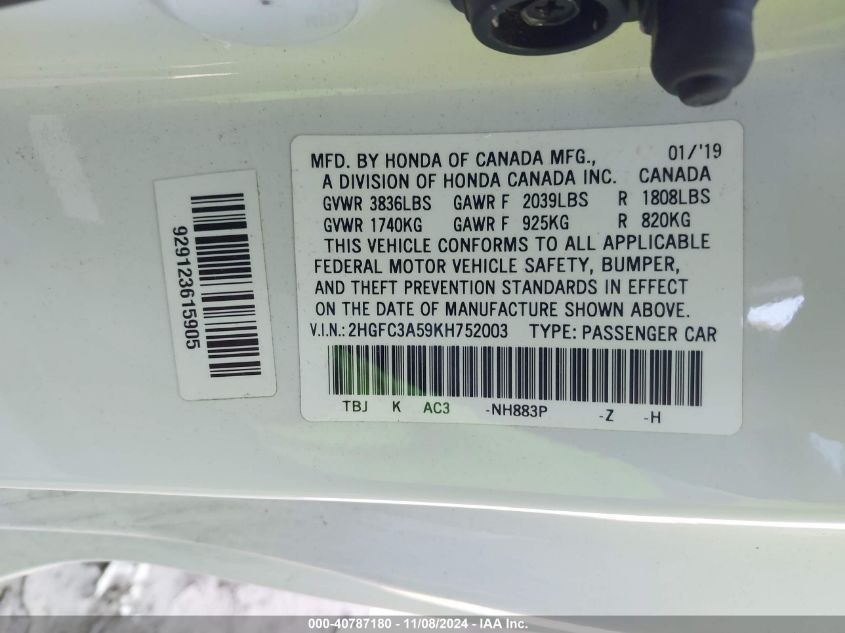 MFD. BY HONDA OF CANADA MFG., 01/'19
A DIVISION OF HONDA CANADA INC. CANADA
GVWR 3836LBS GAWR F 2039LBS R 1808LBS
GVWR 1740KG GAWR F 925KG R 820KG
THIS VEHICLE CONFORMS TO ALL APPLICABLE
FEDERAL MOTOR VEHICLE SAFETY, BUMPER,
AND THEFT PREVENTION STANDARDS IN EFFECT
ON THE DATE OF MANUFACTURE SHOWN ABOVE.
V.I.N.: 2HGFC3A59KH752003 TYPE: PASSENGER CAR
TBJ K AC3 -NH883P -Z -H
929123615905
000-40787180 - 11/08/2024 - IAA Inc.